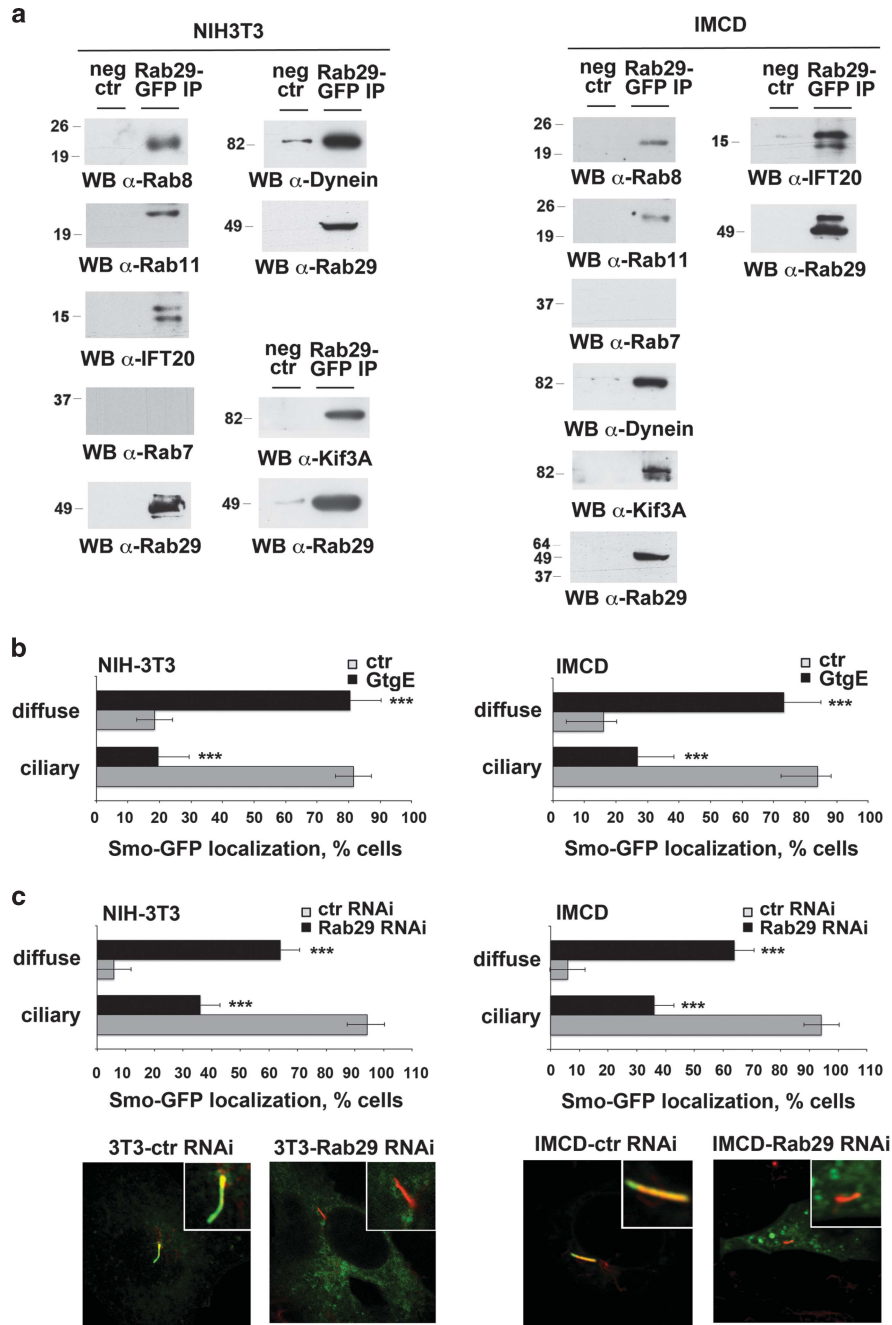 a
NIH3T3
neg ctr
Rab29-GFP IP
26
19
WB α-Rab8
19
WB α-Rab11
15
WB α-IFT20
37
WB α-Rab7
49
WB α-Rab29
neg ctr
Rab29-GFP IP
82
WB α-Dynein
49
WB α-Rab29
neg ctr
Rab29-GFP IP
82
WB α-Kif3A
49
WB α-Rab29
IMCD
neg ctr
Rab29-GFP IP
26
19
WB α-Rab8
26
19
WB α-Rab11
37
WB α-Rab7
82
WB α-Dynein
82
WB α-Kif3A
64
49
37
WB α-Rab29
neg ctr
Rab29-GFP IP
15
WB α-IFT20
49
WB α-Rab29
b
NIH-3T3
ctr
GtgE
diffuse
***
ciliary
***
0 10 20 30 40 50 60 70 80 90 100
Smo-GFP localization, % cells
IMCD
ctr
GtgE
diffuse
***
ciliary
***
0 10 20 30 40 50 60 70 80 90 100
Smo-GFP localization, % cells
c
NIH-3T3
ctr RNAi
Rab29 RNAi
diffuse
***
ciliary
***
0 10 20 30 40 50 60 70 80 90 100 110
Smo-GFP localization, % cells
IMCD
ctr RNAi
Rab29 RNAi
diffuse
***
ciliary
***
0 10 20 30 40 50 60 70 80 90 100 110
Smo-GFP localization, % cells
3T3-ctr RNAi
3T3-Rab29 RNAi
IMCD-ctr RNAi
IMCD-Rab29 RNAi